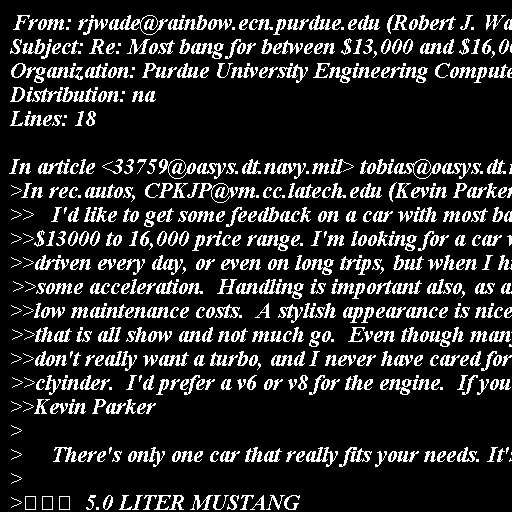 From: rjwade@rainbow.ecn.purdue.edu (Robert J. Wa
Subject: Re: Most bang for between $13,000 and $16,0
Organization: Purdue University Engineering Compute
Distribution: na
Lines: 18
In article <33759@oasys.dt.navy.mil> tobias@oasys.dt.
>In rec.autos, CPKJP@vm.cc.latech.edu (Kevin Parker
>>   I'd like to get some feedback on a car with most ba
>>$13000 to 16,000 price range. I'm looking for a car
>>driven every day, or even on long trips, but when I h
>>some acceleration.  Handling is important also, as a
>>low maintenance costs.  A stylish appearance is nice
>>that is all show and not much go.  Even though man
>>don't really want a turbo, and I never have cared for
>>clyinder.  I'd prefer a v6 or v8 for the engine.  If you
>>Kevin Parker
>
>     There's only one car that really fits your needs. It's
>
>   5.0 LITER MUSTANG